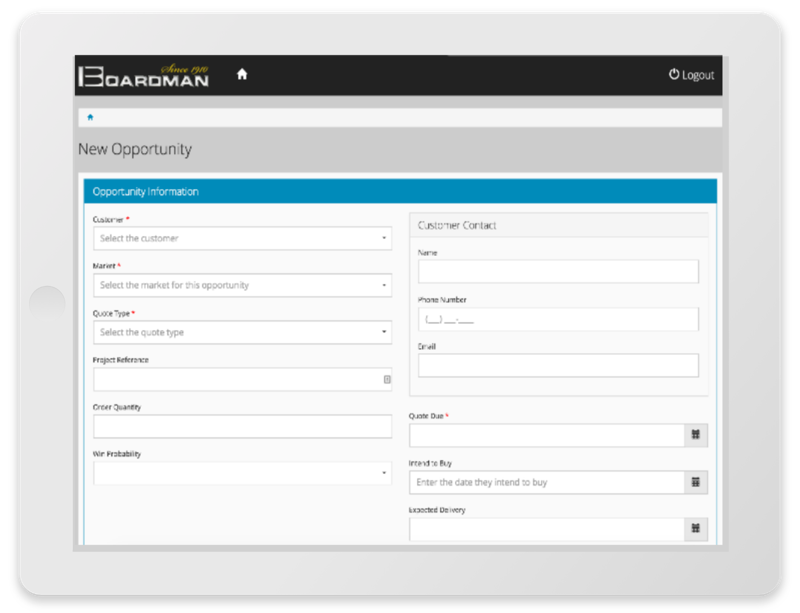 Since 1910
BOARDMAN
Logout
New Opportunity
Opportunity Information
Customer *
Select the customer
Market *
Select the market for this opportunity
Quote Type *
Select the quote type
Project Reference
Order Quantity
Win Probability
Customer Contact
Name
Phone Number
(___) ___-____
Email
Quote Due *
Intend to Buy
Enter the date they intend to buy
Expected Delivery